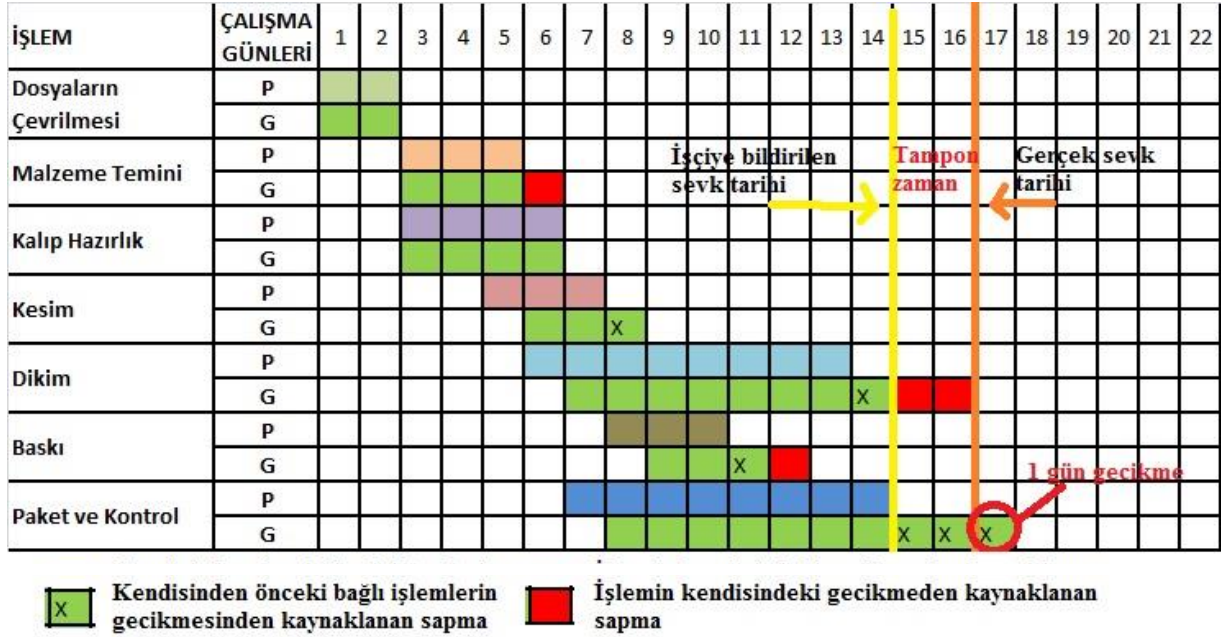 İŞLEM ÇALIŞMA GÜNLERİ 1 2 3 4 5 6 7 8 9 10 11 12 13 14 15 16 17 18 19 20 21 22
Dosyaların P
Çevrilmesi G
Malzeme Temini P
G
İşçiye bildirilen
sevk tarihi
Tampon
zaman
Gerçek sevk
tarihi
Kalıp Hazırlık P
G
Kesim P
G X
Dikim P
G X
Baskı P
G X
1 gün gecikme
Paket ve Kontrol P
G X X X
X Kendisinden önceki bağlı işlemlerin
gecikmesinden kaynaklanan sapma
İşlemin kendisindeki gecikmeden kaynaklanan
sapma